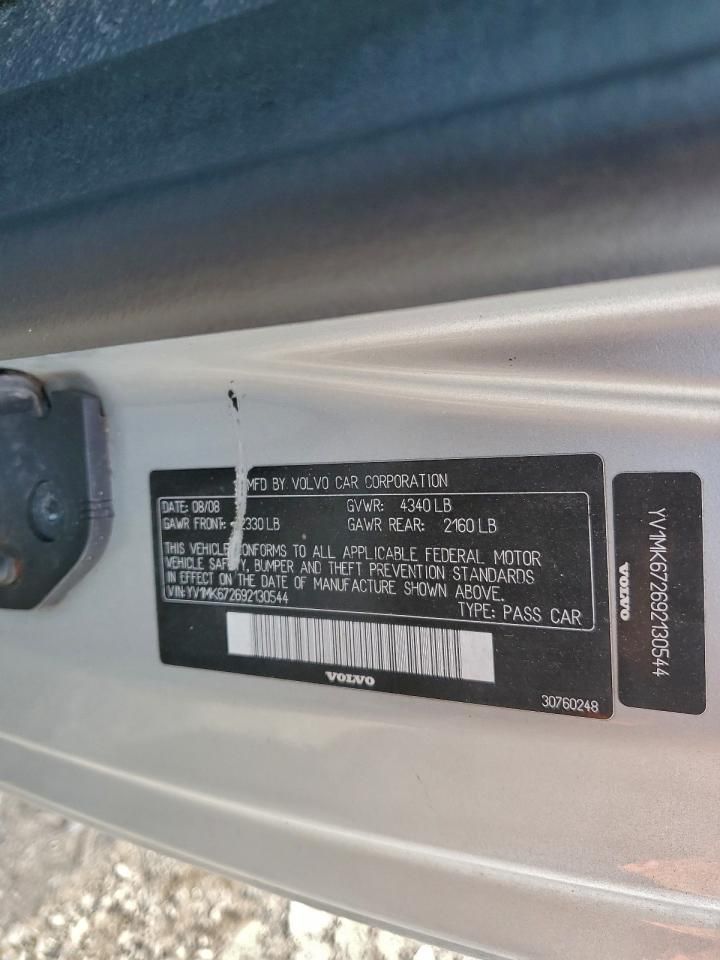 MFD BY VOLVO CAR CORPORATION
DATE: 08/08 GVWR: 4340 LB
GAWR FRONT: 2330 LB GAWR REAR: 2160 LB
THIS VEHICLE CONFORMS TO ALL APPLICABLE FEDERAL MOTOR
VEHICLE SAFETY, BUMPER AND THEFT PREVENTION STANDARDS
IN EFFECT ON THE DATE OF MANUFACTURE SHOWN ABOVE.
VIN: YV1MK672692130544 TYPE: PASS CAR
VOLVO
30760248
YV1MK672692130544
VOLVO